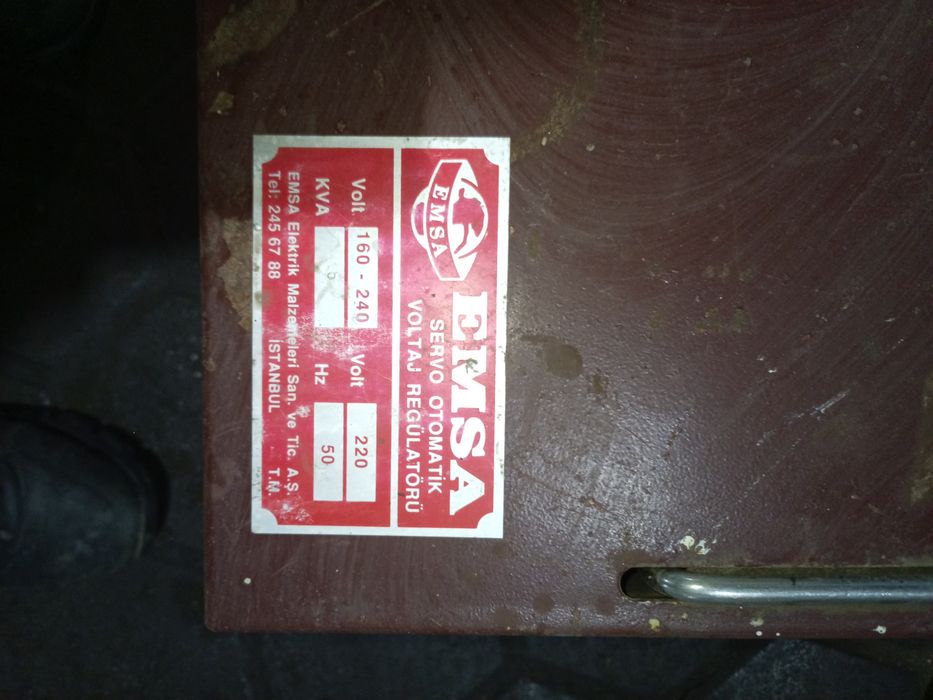 EMSA
EMSA
SERVO OTOMATİK
VOLTAJ REGÜLATÖRÜ
Volt 160 - 240 Volt 220
KVA 5 Hz 50
EMSA Elektrik Malzemeleri San. ve Tic. A.Ş.
Tel: 245 67 88 İSTANBUL T.M.